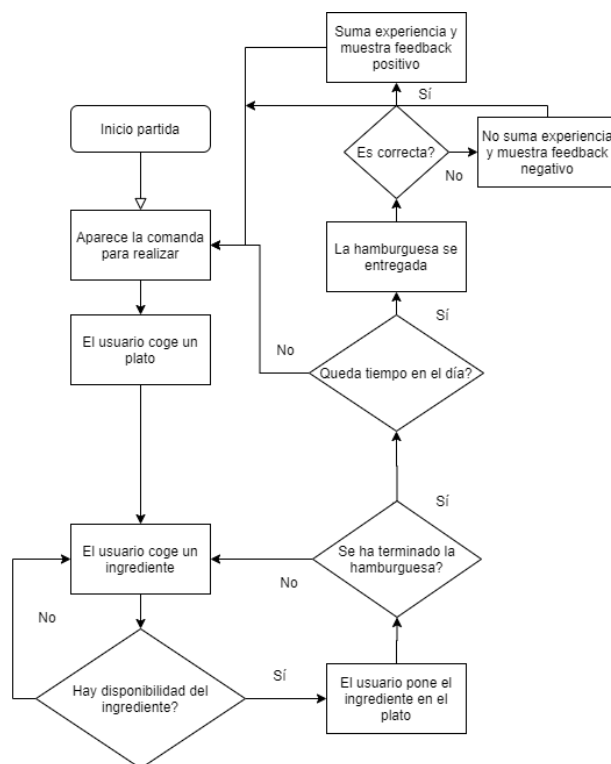 Suma experiencia y
muestra feedback
positivo
Sí
Inicio partida
Es correcta?
No
No suma experiencia
y muestra feedback
negativo
Aparece la comanda
para realizar
La hamburguesa se
entregada
Sí
El usuario coge un
plato
No
Queda tiempo en el día?
Sí
El usuario coge un
ingrediente
Se ha terminado la
hamburguesa?
No
No
Sí
Hay disponibilidad del
ingrediente?
El usuario pone el
ingrediente en el
plato